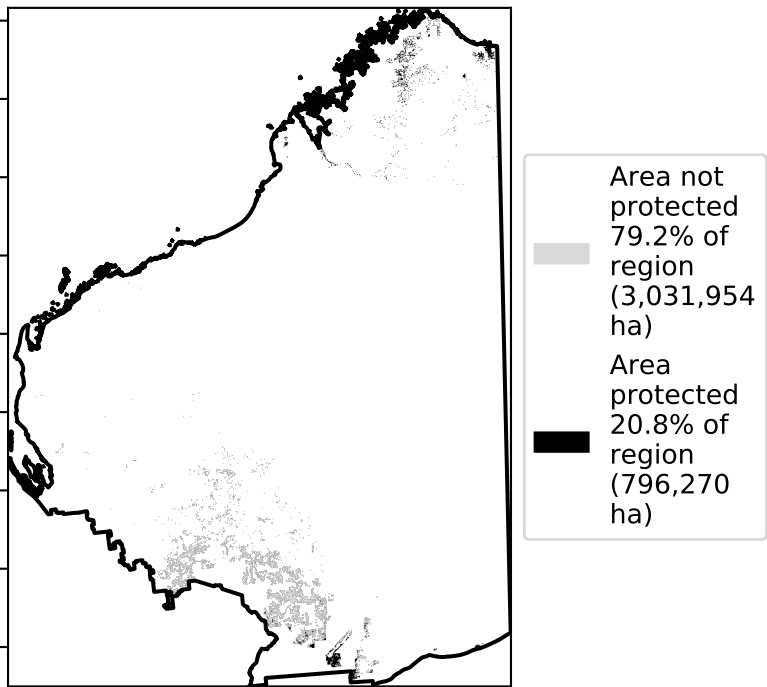 Area not
protected
79.2% of
region
(3,031,954
ha)
Area
protected
20.8% of
region
(796,270
ha)